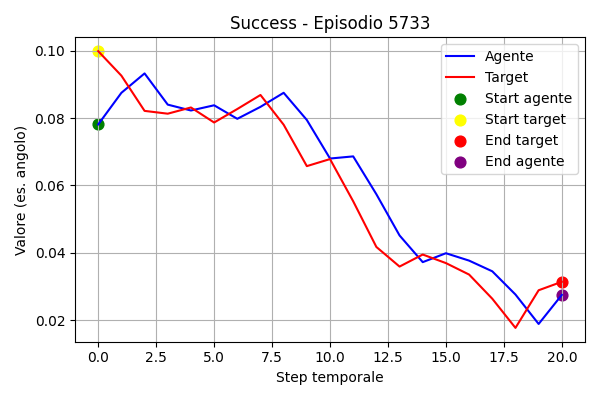 Success - Episodio 5733
Valore (es. angolo)
0.10
0.08
0.06
0.04
0.02
Agente
Target
Start agente
Start target
End target
End agente
0.0 2.5 5.0 7.5 10.0 12.5 15.0 17.5 20.0
Step temporale